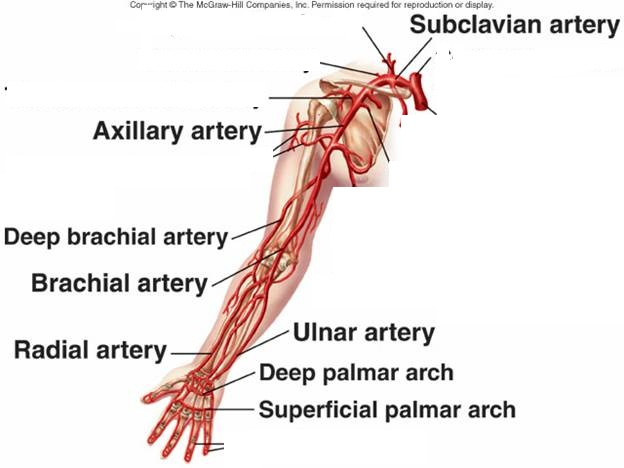 Copyright © The McGraw-Hill Companies, Inc. Permission required for reproduction or display.
Subclavian artery
Axillary artery
Deep brachial artery
Brachial artery
Ulnar artery
Radial artery
Deep palmar arch
Superficial palmar arch